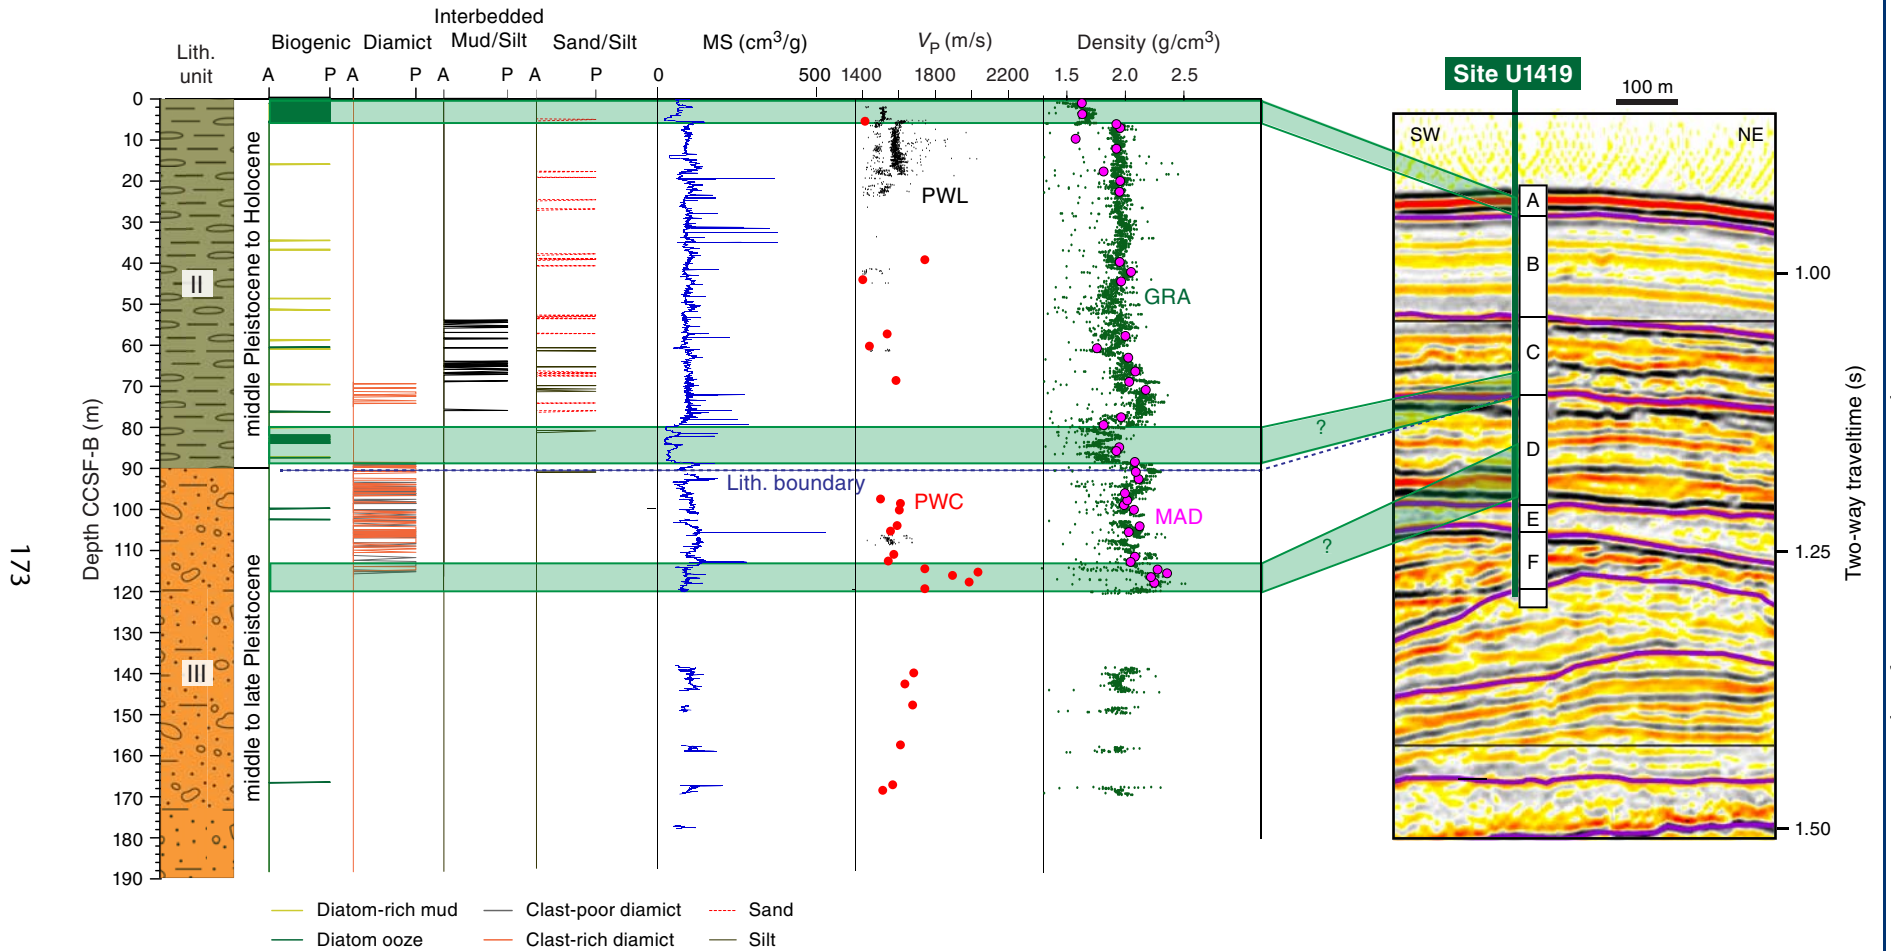 Interbedded
Biogenic Diamict Mud/Silt Sand/Silt MS (cm³/g) Vₚ (m/s) Density (g/cm³)
Lith.
unit
A P A P A P A P 0 500 1400 1800 2200 1.5 2.0 2.5
Site U1419
100 m
SW NE
0
10
20
30
40
50
60
70
80
90
100
110
120
130
140
150
160
170
180
190
Depth CCSF-B (m)
II
III
middle Pleistocene to Holocene
middle to late Pleistocene
PWL
GRA
Lith. boundary
PWC
MAD
?
?
A
B
C
D
E
F
1.00
1.25
1.50
Two-way traveltime (s)
173
Diatom-rich mud Clast-poor diamict Sand
Diatom ooze Clast-rich diamict Silt